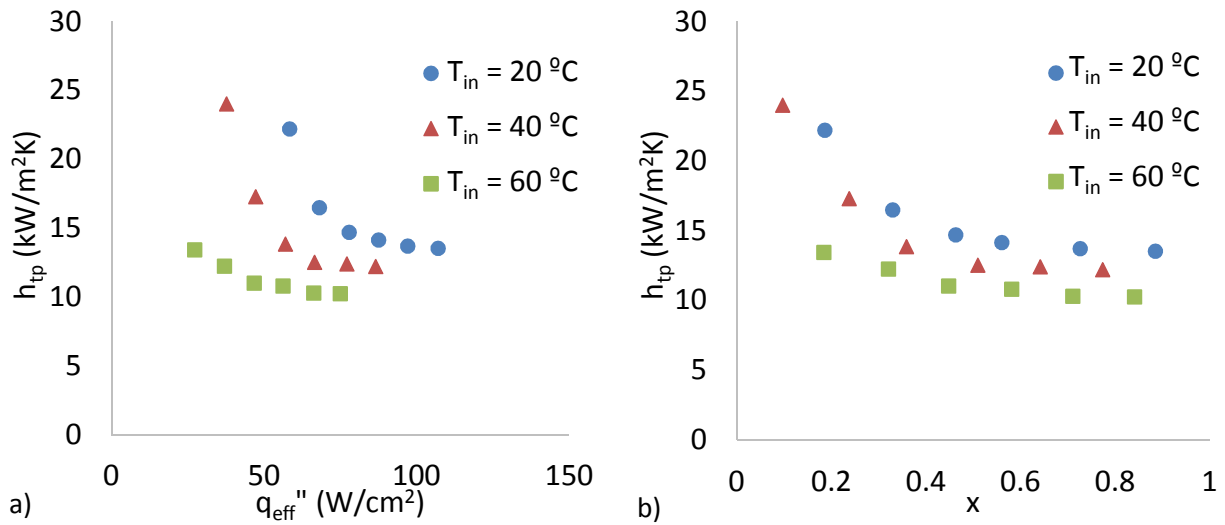 30
25
20
15
10
5
0
h_tp (kW/m²K)
T_in = 20 ºC
T_in = 40 ºC
T_in = 60 ºC
0 50 100 150
q_eff" (W/cm²)
a)
30
25
20
15
10
5
0
h_tp (kW/m²K)
T_in = 20 ºC
T_in = 40 ºC
T_in = 60 ºC
0 0.2 0.4 0.6 0.8 1
x
b)